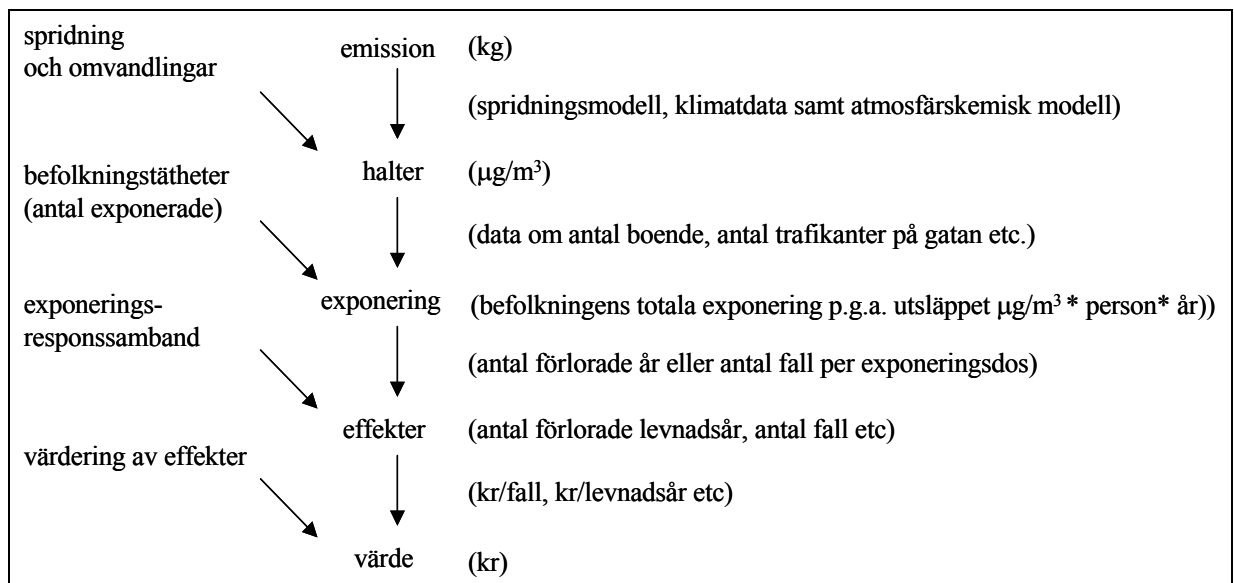 spridning
och omvandlingar
emission (kg)
(spridningsmodell, klimatdata samt atmosfärskemisk modell)
halter (μg/m³)
befolkningstätheter
(antal exponerade)
(data om antal boende, antal trafikanter på gatan etc.)
exponering (befolkningens totala exponering p.g.a. utsläppet μg/m³ * person* år))
exponerings-
responssamband
(antal förlorade år eller antal fall per exponeringsdos)
effekter (antal förlorade levnadsår, antal fall etc)
värdering av effekter
(kr/fall, kr/levnadsår etc)
värde (kr)